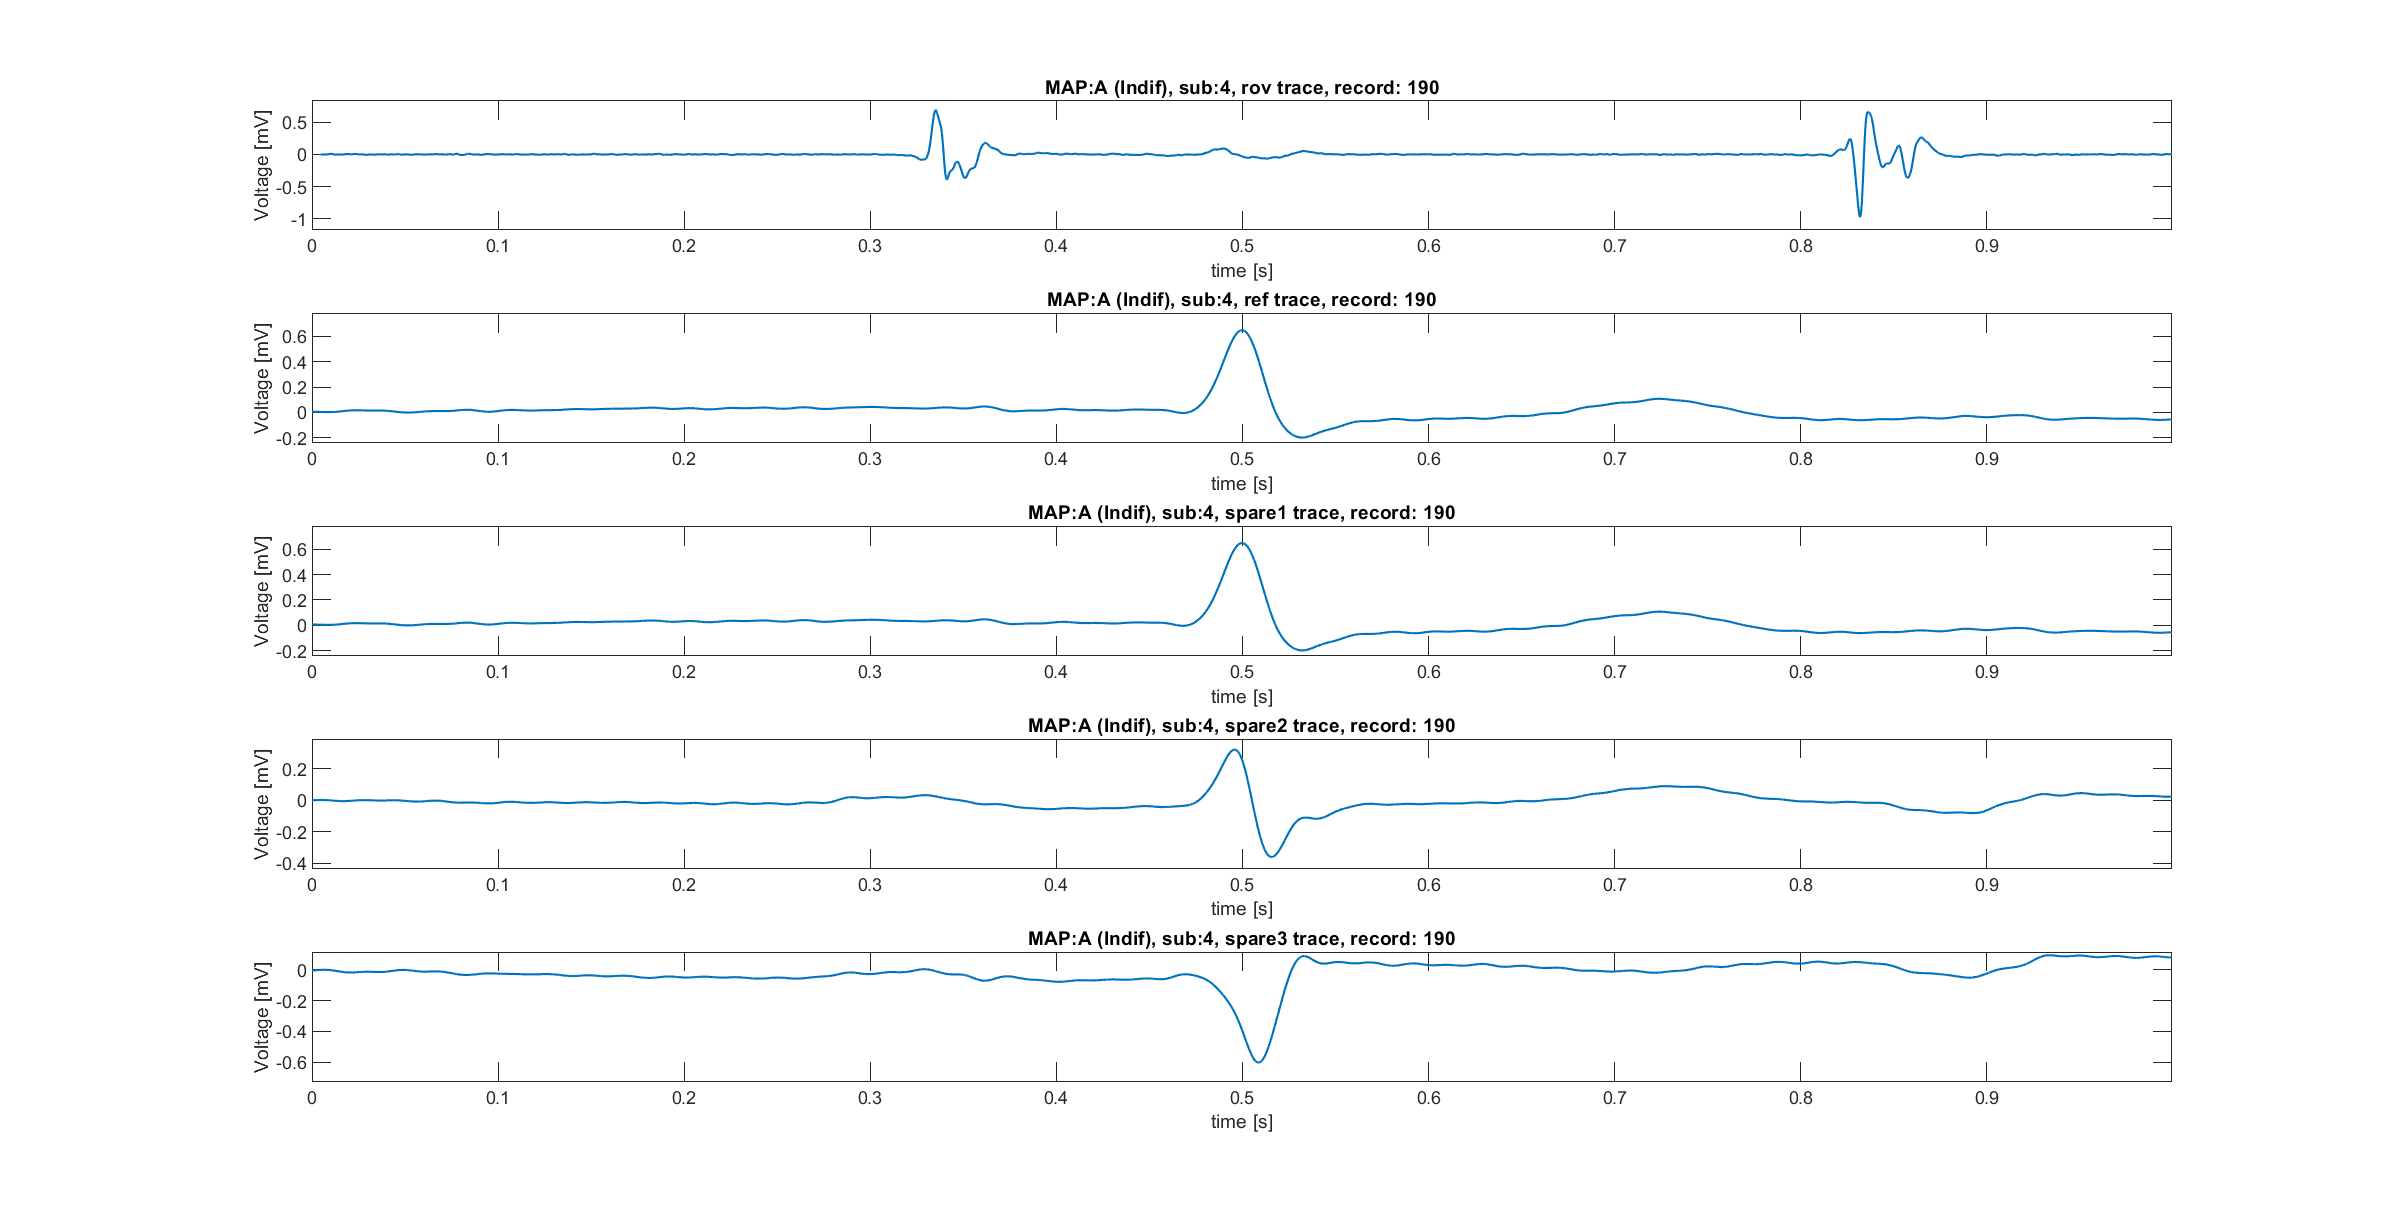 MAP:A (Indif), sub:4, rov trace, record: 190
Voltage [mV]
0.5
0
-0.5
-1
0 0.1 0.2 0.3 0.4 0.5 0.6 0.7 0.8 0.9
time [s]
MAP:A (Indif), sub:4, ref trace, record: 190
Voltage [mV]
0.6
0.4
0.2
0
-0.2
0 0.1 0.2 0.3 0.4 0.5 0.6 0.7 0.8 0.9
time [s]
MAP:A (Indif), sub:4, spare1 trace, record: 190
Voltage [mV]
0.6
0.4
0.2
0
-0.2
0 0.1 0.2 0.3 0.4 0.5 0.6 0.7 0.8 0.9
time [s]
MAP:A (Indif), sub:4, spare2 trace, record: 190
Voltage [mV]
0.2
0
-0.2
-0.4
0 0.1 0.2 0.3 0.4 0.5 0.6 0.7 0.8 0.9
time [s]
MAP:A (Indif), sub:4, spare3 trace, record: 190
Voltage [mV]
0
-0.2
-0.4
-0.6
0 0.1 0.2 0.3 0.4 0.5 0.6 0.7 0.8 0.9
time [s]